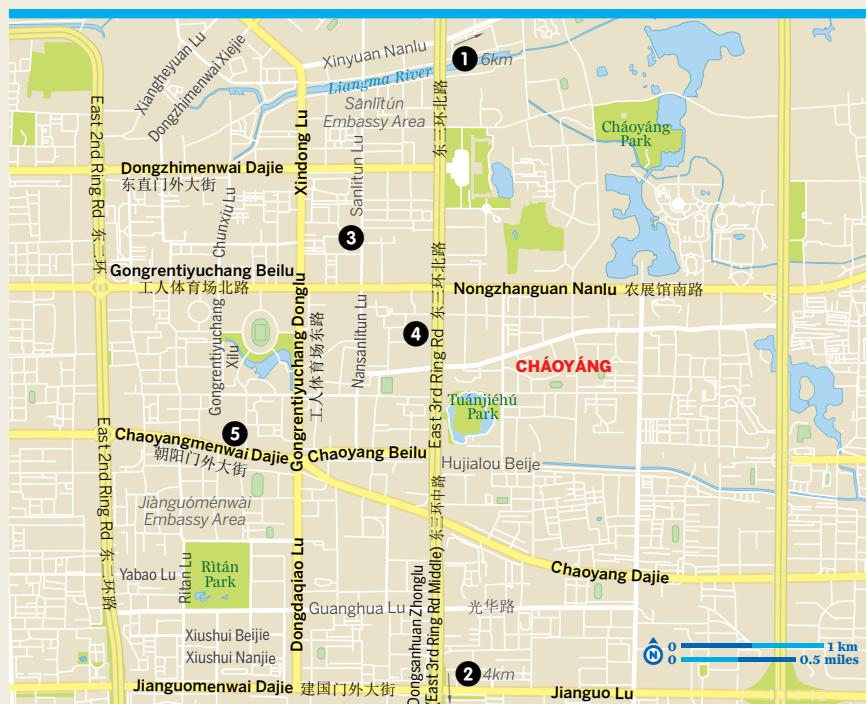 Xiangheyuan Lu
Dongzhimenwai Xiejie
Xinyuan Nanlu
1
6km
Liangma River
Sānlǐtún
Embassy Area
东三环北路
Cháoyáng
Park
East 2nd Ring Rd 东二环
Xindong Lu
Dongzhimenwai Dajie
东直门外大街
Chunxiu Lu
Sanlitun Lu
3
Gongrentiyuchang Beilu
工人体育场北路
East 3rd Ring Rd 东三环北路
Nongzhanguan Nanlu 农展馆南路
Gongrentiyuchang
Xilu
Gongrentiyuchang Donglu
工人体育场东路
Nansanlitun Lu
4
CHÁOYÁNG
Tuánjiéhú
Park
5
Chaoyangmenwai Dajie
朝阳门外大街
Chaoyang Beilu
Hujialou Beije
East 2nd Ring Rd 东二环路
Jiànguóménwài
Embassy Area
东三环中路
Yabao Lu
Ritan Lu
Rìtán
Park
Dongdaqiao Lu
Chaoyang Dajie
Guanghua Lu
光华路
Dongsanhuan Zhonglu
(East 3rd Ring Rd Middle)
Xiushui Beijie
Xiushui Nanjie
N
0 1 km
0 0.5 miles
2
4km
Jianguomenwai Dajie 建国门外大街
Jianguo Lu